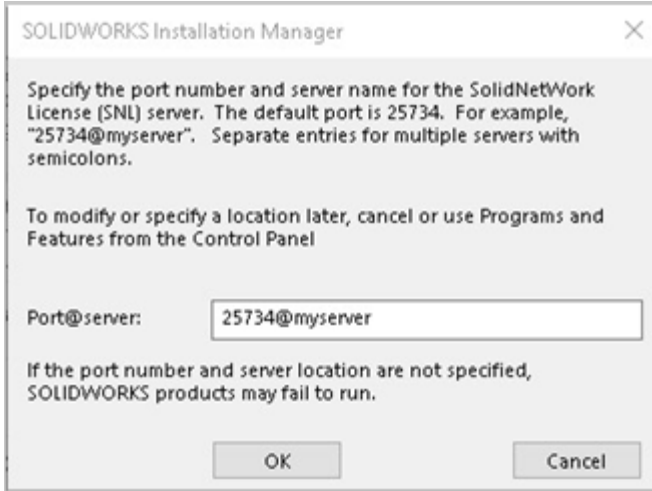 SOLIDWORKS Installation Manager
Specify the port number and server name for the SolidNetWork
License (SNL) server. The default port is 25734. For example,
"25734@myserver". Separate entries for multiple servers with
semicolons.
To modify or specify a location later, cancel or use Programs and
Features from the Control Panel
Port@server: 25734@myserver
If the port number and server location are not specified,
SOLIDWORKS products may fail to run.
OK Cancel